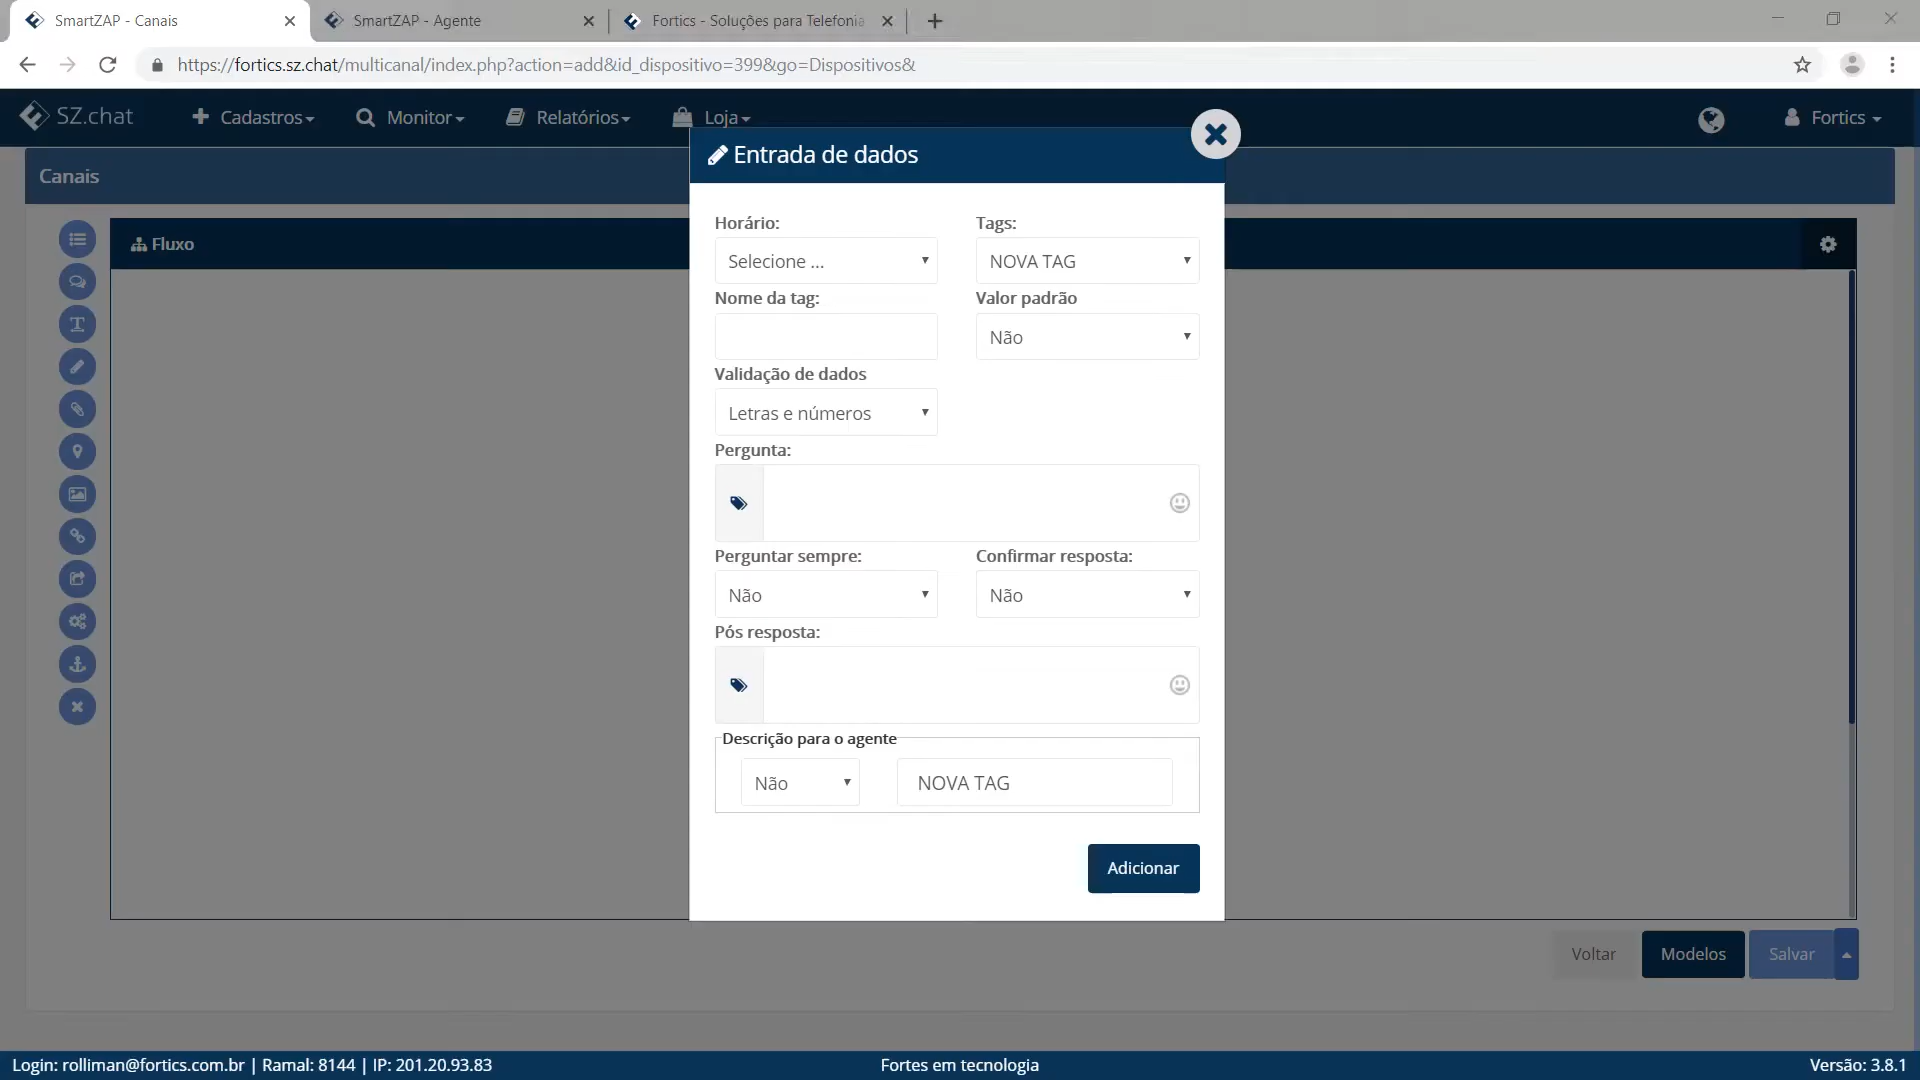 SmartZAP - Canais
SmartZAP - Agente
Fortics - Soluções para Telefonia
https://fortics.sz.chat/multicanal/index.php?action=add&id_dispositivo=399&go=Dispositivos&
SZ.chat
Cadastros
Monitor
Relatórios
Loja
Fortics
Canais
Fluxo
Entrada de dados
Horário:
Tags:
Selecione ...
NOVA TAG
Nome da tag:
Valor padrão
Não
Validação de dados
Letras e números
Pergunta:
Perguntar sempre:
Confirmar resposta:
Não
Não
Pós resposta:
Descrição para o agente
Não
NOVA TAG
Adicionar
Voltar
Modelos
Salvar
Login: rolliman@fortics.com.br | Ramal: 8144 | IP: 201.20.93.83
Fortes em tecnologia
Versão: 3.8.1